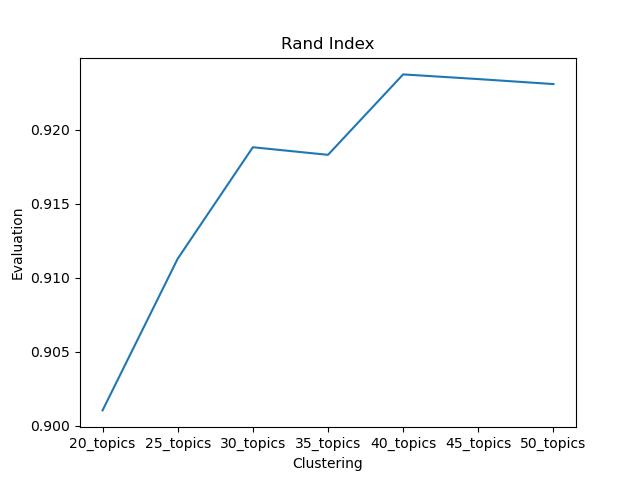 Rand Index
Evaluation
0.920
0.915
0.910
0.905
0.900
20_topics 25_topics 30_topics 35_topics 40_topics 45_topics 50_topics
Clustering